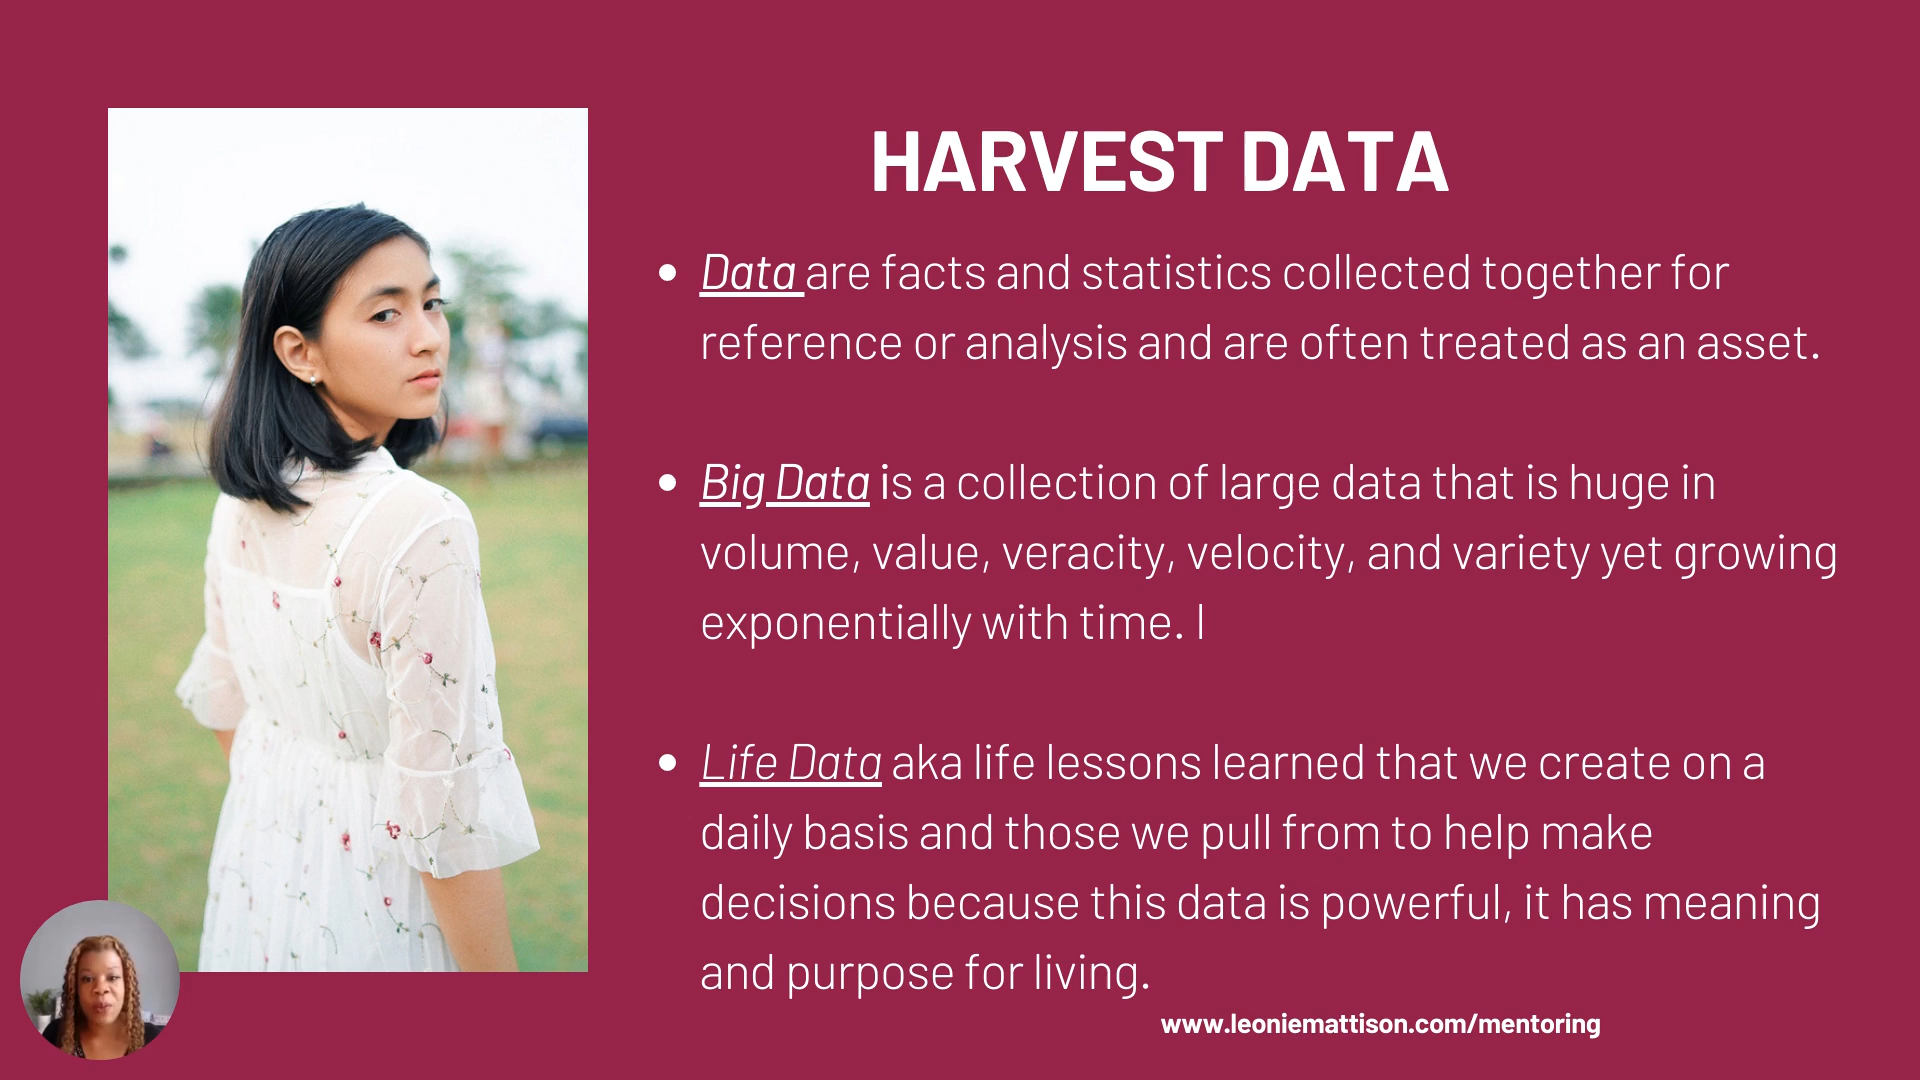 HARVEST DATA
Data are facts and statistics collected together for
reference or analysis and are often treated as an asset.
Big Data is a collection of large data that is huge in
volume, value, veracity, velocity, and variety yet growing
exponentially with time. I
Life Data aka life lessons learned that we create on a
daily basis and those we pull from to help make
decisions because this data is powerful, it has meaning
and purpose for living.
www.leoniemattison.com/mentoring